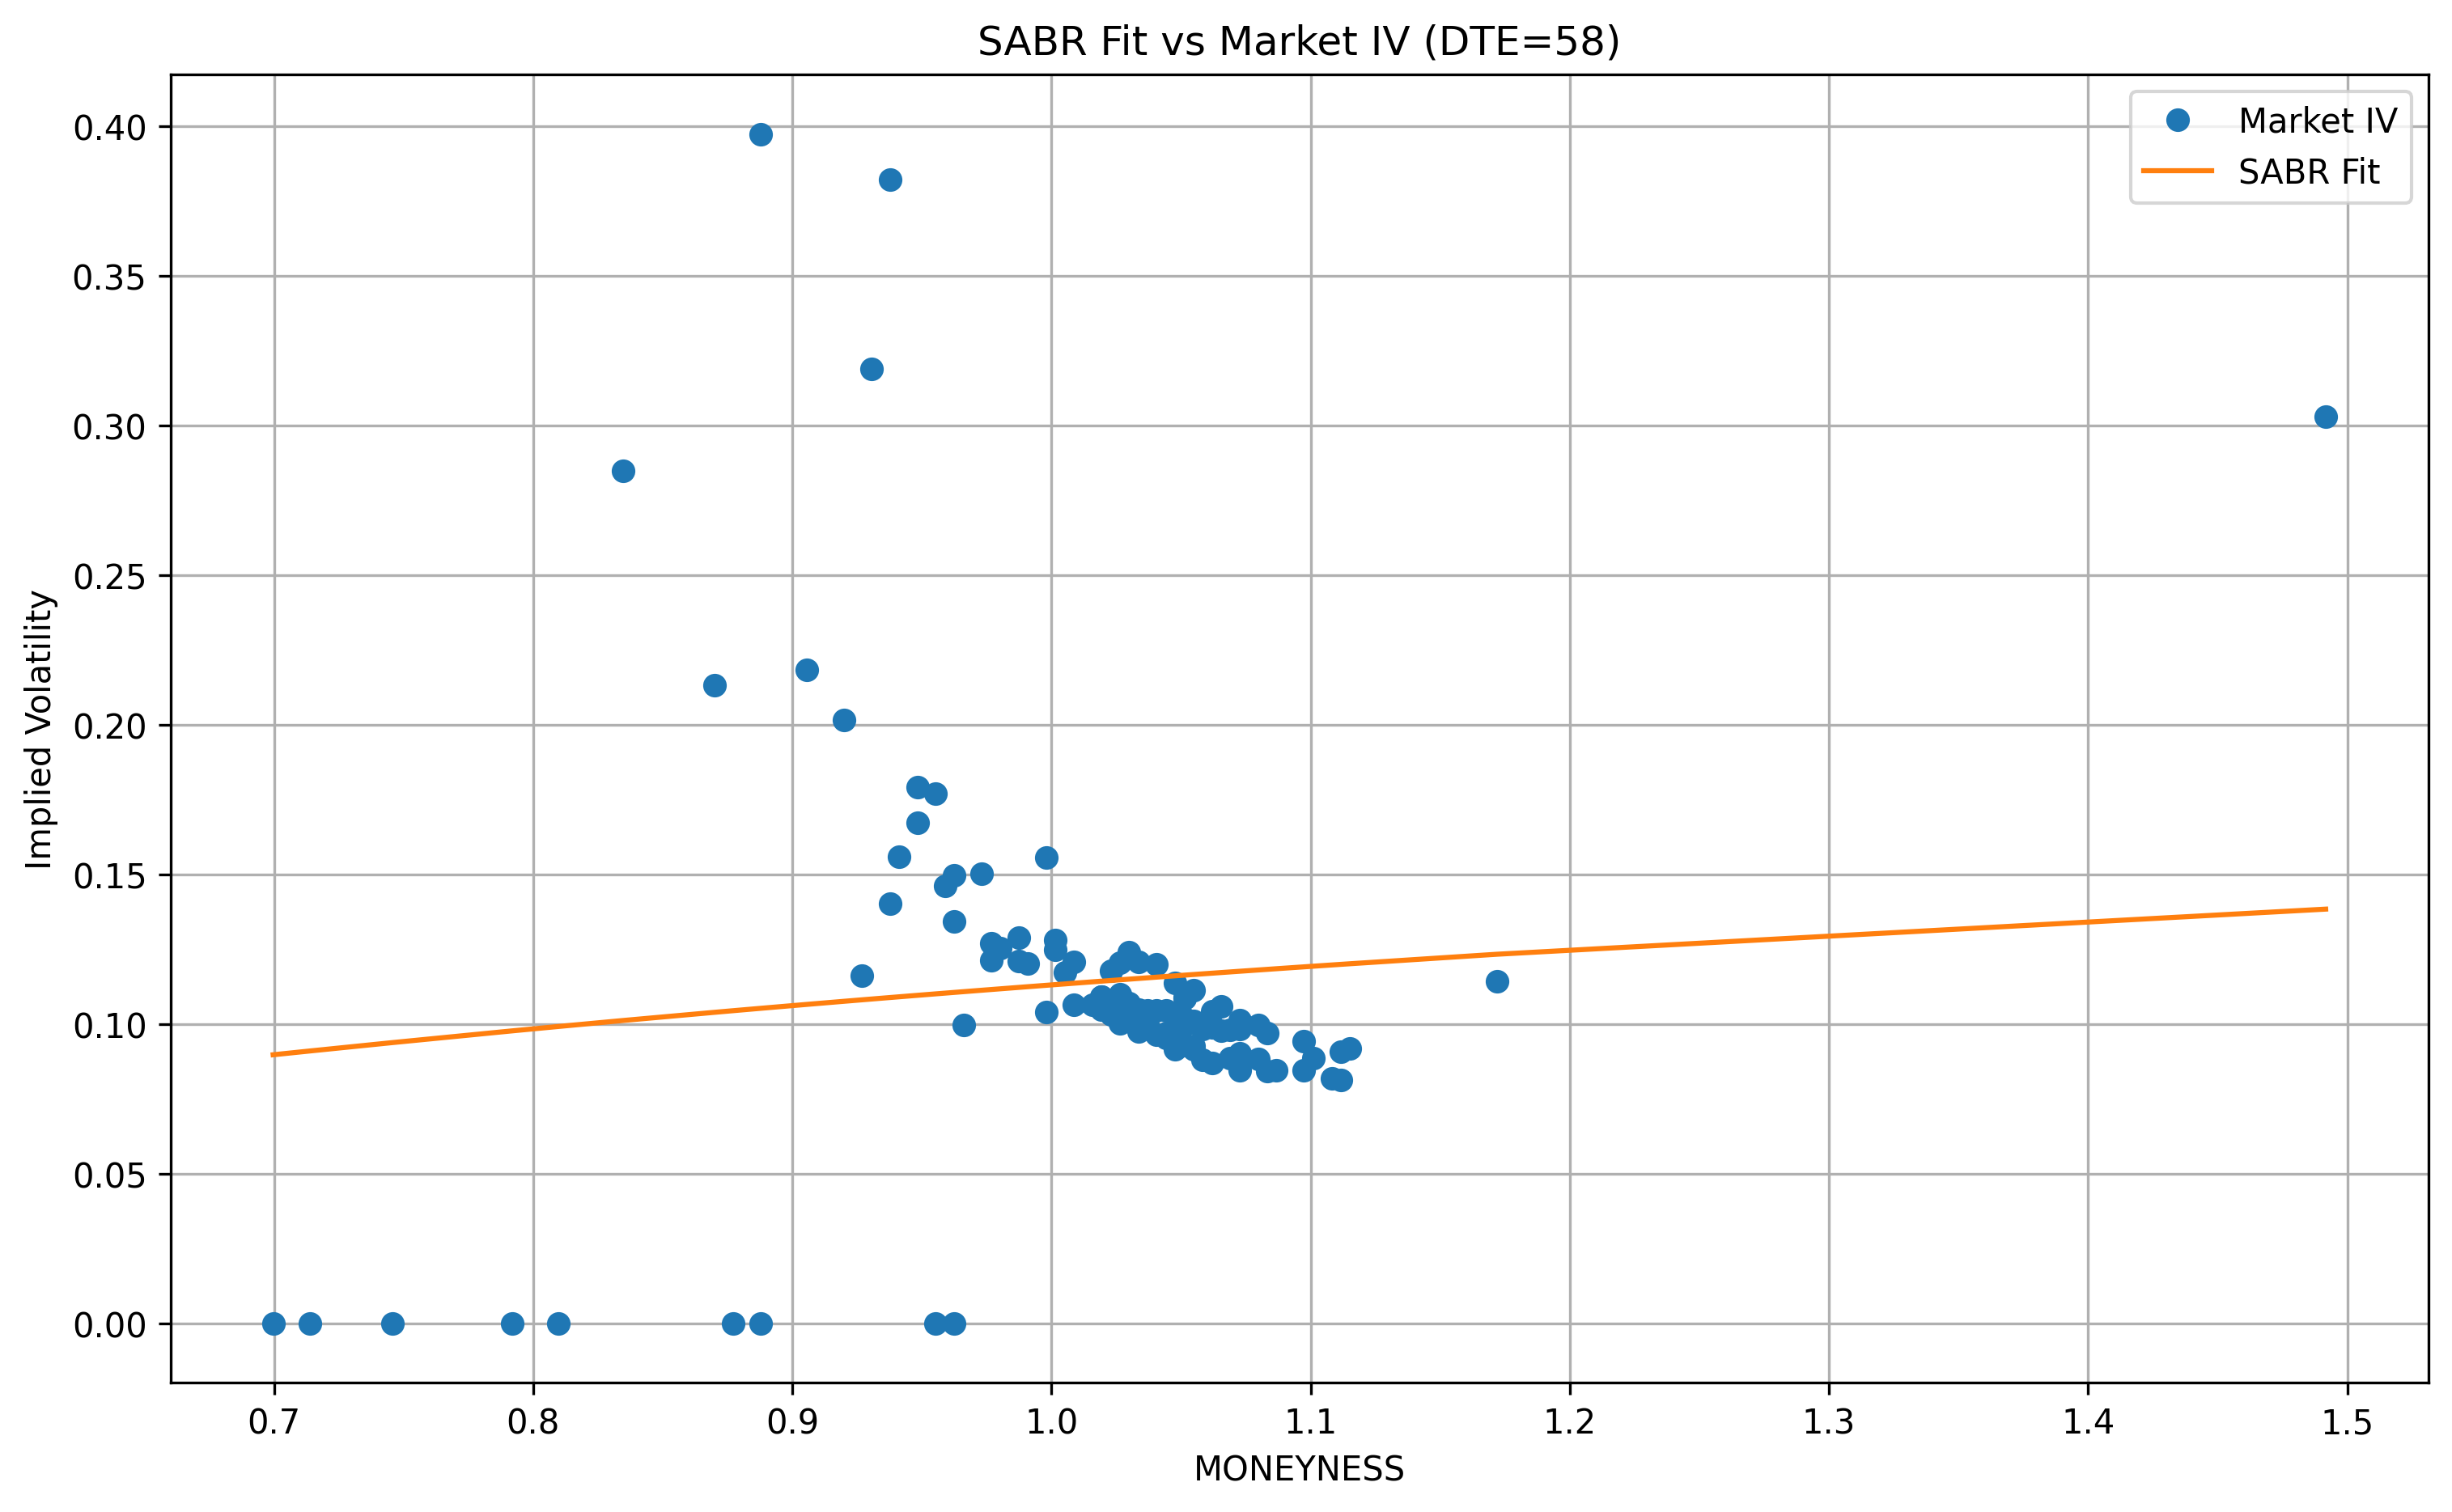 SABR Fit vs Market IV (DTE=58)
Market IV
SABR Fit
Implied Volatility
0.40
0.35
0.30
0.25
0.20
0.15
0.10
0.05
0.00
0.7 0.8 0.9 1.0 1.1 1.2 1.3 1.4 1.5
MONEYNESS